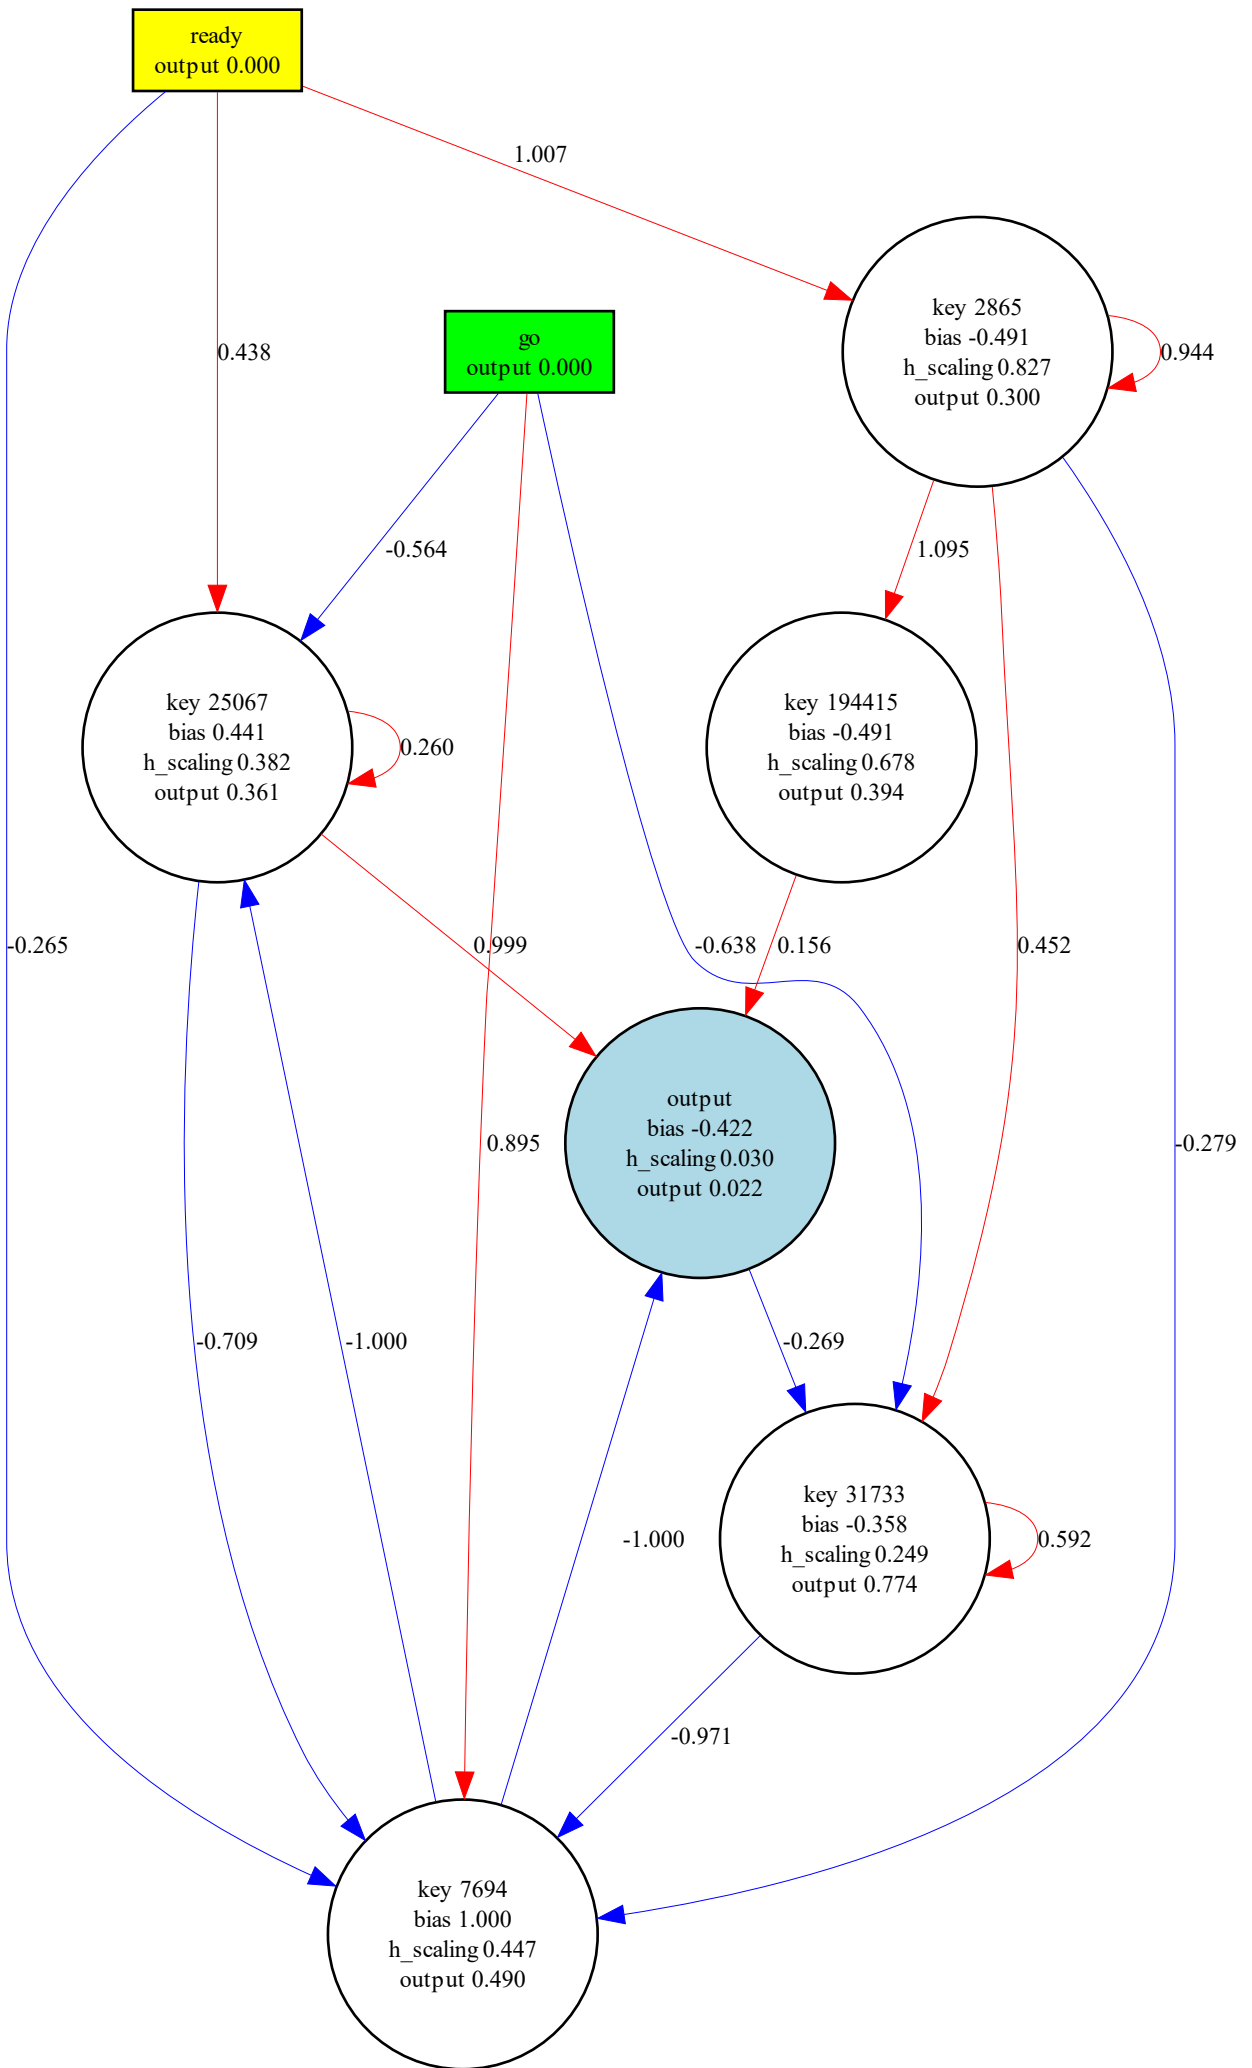 ready
output 0.000
1.007
key 2865
bias -0.491
h_scaling 0.827
output 0.300
0.944
go
output 0.000
0.438
-0.564
1.095
key 25067
bias 0.441
h_scaling 0.382
output 0.361
0.260
key 194415
bias -0.491
h_scaling 0.678
output 0.394
-0.265
0.999
-0.638
0.156
0.452
output
bias -0.422
h_scaling 0.030
output 0.022
0.895
-0.279
-0.709
-1.000
-0.269
-1.000
key 31733
bias -0.358
h_scaling 0.249
output 0.774
0.592
-0.971
key 7694
bias 1.000
h_scaling 0.447
output 0.490